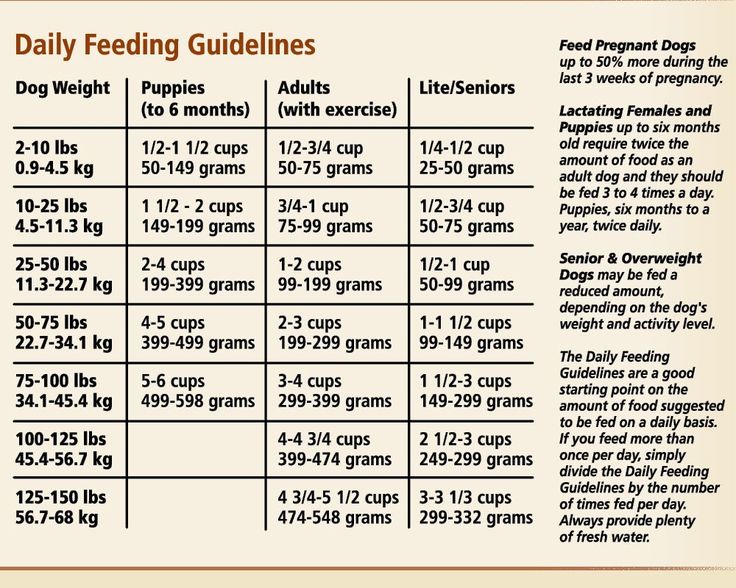 Daily Feeding Guidelines
Dog Weight
Puppies
(to 6 months)
Adults
(with exercise)
Lite/Seniors
2-10 lbs
0.9-4.5 kg
1/2-1 1/2 cups
50-149 grams
1/2-3/4 cup
50-75 grams
1/4-1/2 cup
25-50 grams
10-25 lbs
4.5-11.3 kg
1 1/2 - 2 cups
149-199 grams
3/4-1 cup
75-99 grams
1/2-3/4 cup
50-75 grams
25-50 lbs
11.3-22.7 kg
2-4 cups
199-399 grams
1-2 cups
99-199 grams
1/2-1 cup
50-99 grams
50-75 lbs
22.7-34.1 kg
4-5 cups
399-499 grams
2-3 cups
199-299 grams
1-1 1/2 cups
99-149 grams
75-100 lbs
34.1-45.4 kg
5-6 cups
499-598 grams
3-4 cups
299-399 grams
1 1/2-3 cups
149-299 grams
100-125 lbs
45.4-56.7 kg
4-4 3/4 cups
399-474 grams
2 1/2-3 cups
249-299 grams
125-150 lbs
56.7-68 kg
4 3/4-5 1/2 cups
474-548 grams
3-3 1/3 cups
299-332 grams
Feed Pregnant Dogs
up to 50% more during the
last 3 weeks of pregnancy.
Lactating Females and
Puppies up to six months
old require twice the
amount of food as an
adult dog and they should
be fed 3 to 4 times a day.
Puppies, six months to a
year, twice daily.
Senior & Overweight
Dogs may be fed a
reduced amount,
depending on the dog's
weight and activity level.
The Daily Feeding
Guidelines are a good
starting point on the
amount of food suggested
to be fed on a daily basis.
If you feed more than
once per day, simply
divide the Daily Feeding
Guidelines by the number
of times fed per day.
Always provide plenty
of fresh water.